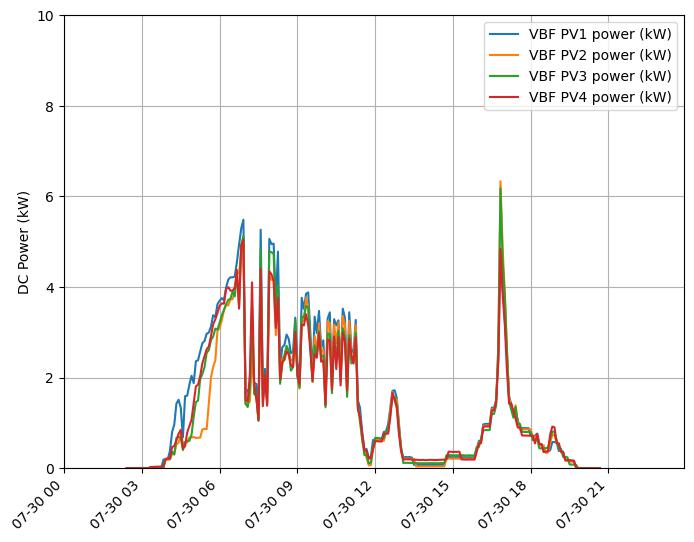 10
8
6
4
2
0
DC Power (kW)
VBF PV1 power (kW)
VBF PV2 power (kW)
VBF PV3 power (kW)
VBF PV4 power (kW)
07-30 00
07-30 03
07-30 06
07-30 09
07-30 12
07-30 15
07-30 18
07-30 21